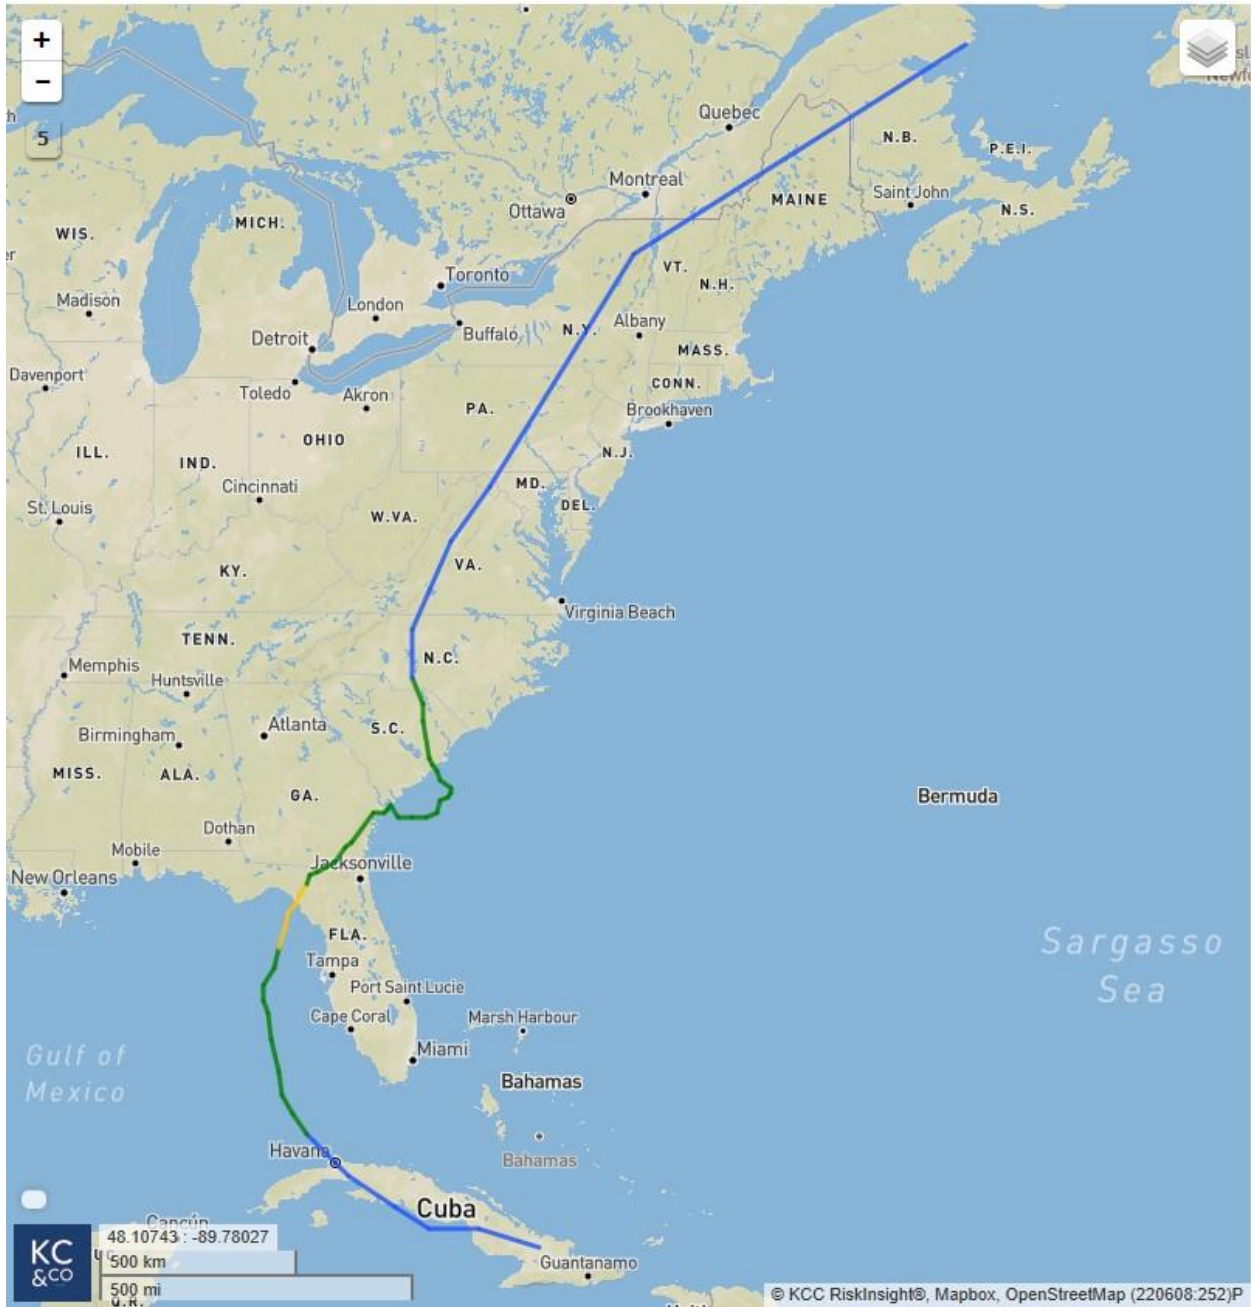 +
−
5
Quebec
N.B.
P.E.I.
Montreal
Ottawa
MAINE
Saint John
N.S.
MICH.
WIS.
VT.
Toronto
N.H.
Madison
London
Buffalo
N.Y.
Albany
Detroit
MASS.
Davenport
Toledo
Akron
CONN.
PA.
Brookhaven
OHIO
ILL.
IND.
N.J.
Cincinnati
MD.
St. Louis
W.VA.
DEL.
KY.
VA.
Virginia Beach
TENN.
N.C.
Memphis
Huntsville
Atlanta
S.C.
Birmingham
MISS.
ALA.
GA.
Bermuda
Dothan
Mobile
Jacksonville
New Orleans
FLA.
Sargasso
Sea
Tampa
Port Saint Lucie
Cape Coral
Marsh Harbour
Gulf of
Mexico
Miami
Bahamas
Havana
Bahamas
Cuba
Cancún
48.10743 : -89.78027
KC
&CO
500 km
Guantanamo
500 mi
Q.R.
© KCC RiskInsight®, Mapbox, OpenStreetMap (220608:252)P